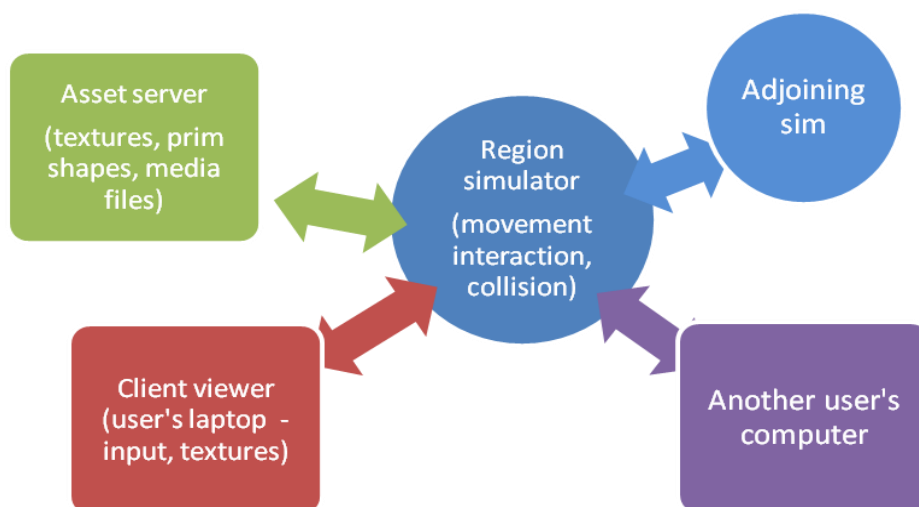 Asset server
(textures, prim
shapes, media
files)
Region
simulator
(movement
interaction,
collision)
Adjoining
sim
Client viewer
(user's laptop -
input, textures)
Another user's
computer